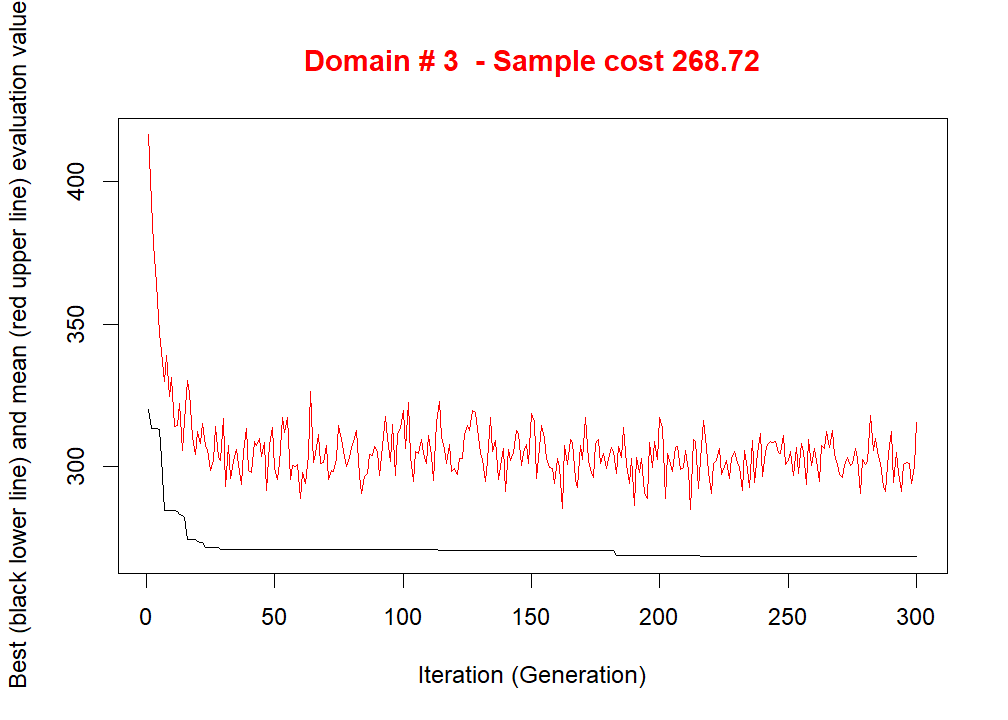 Domain # 3  - Sample cost 268.72
Best (black lower line) and mean (red upper line) evaluation value
400
350
300
0 50 100 150 200 250 300
Iteration (Generation)